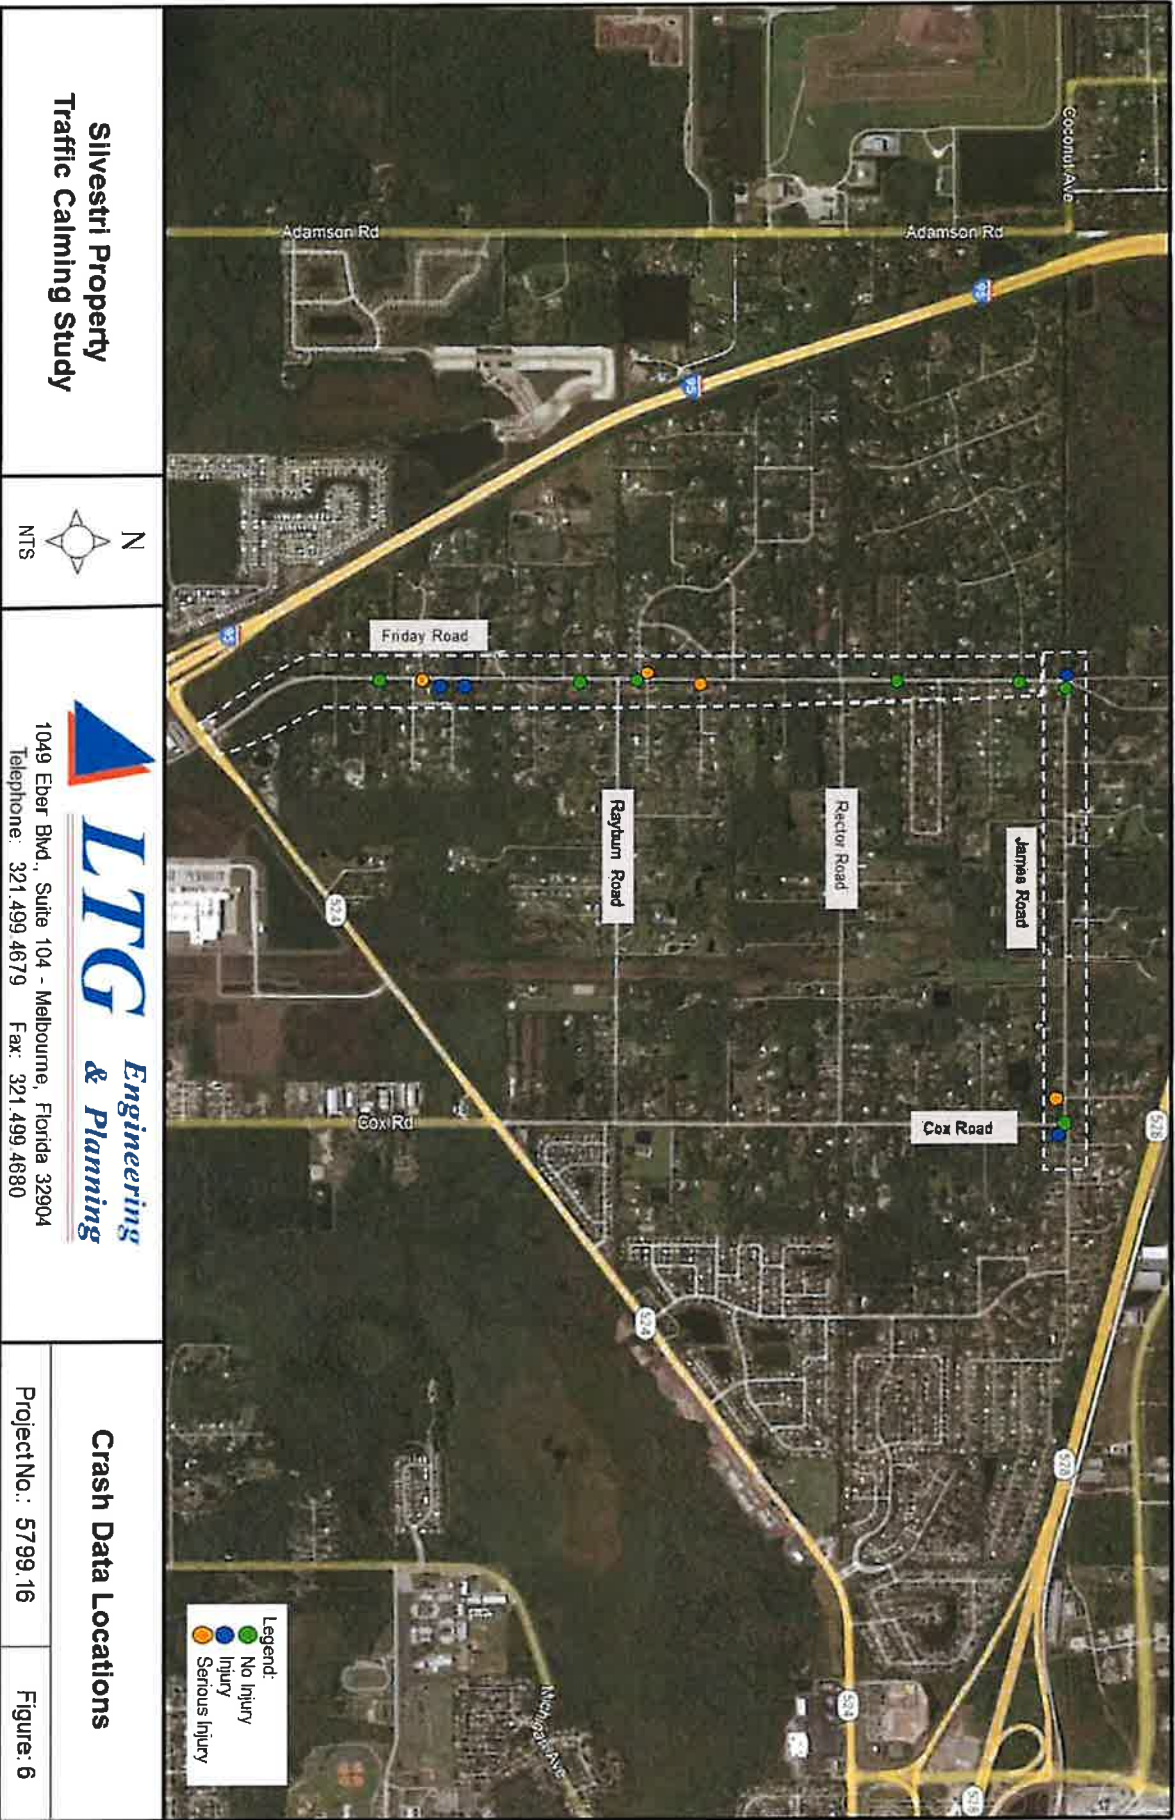 Coconut Ave
Adamson Rd
Adamson Rd
95
95
95
Friday Road
Rayburn Road
Rector Road
James Road
Cox Road
Cox Rd
524
524
524
528
528
528
Michigan Ave
Legend:
No Injury
Injury
Serious Injury
Silvestri Property
Traffic Calming Study
N
NTS
LTG Engineering
& Planning
1049 Eber Blvd., Suite 104 - Melbourne, Florida 32904
Telephone: 321.499.4679 Fax: 321.499.4680
Crash Data Locations
Project No.: 5799.16
Figure: 6